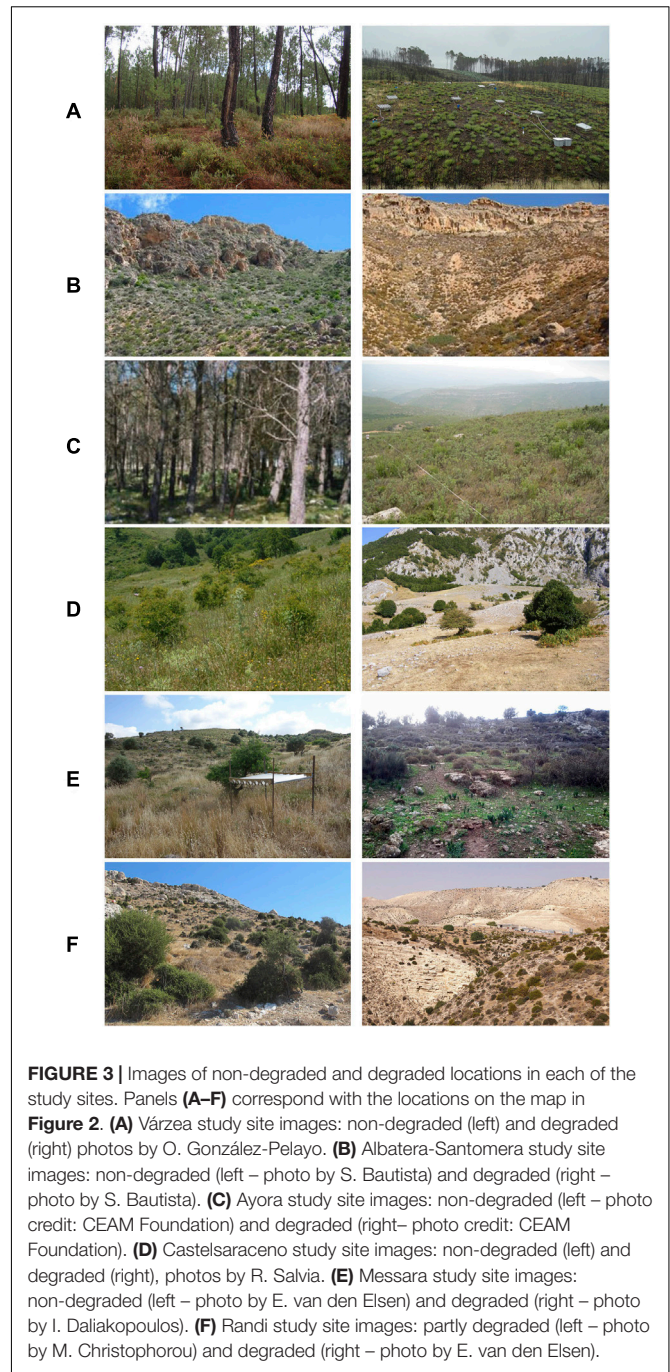 A
B
C
D
E
F
FIGURE 3 | Images of non-degraded and degraded locations in each of the
study sites. Panels (A–F) correspond with the locations on the map in
Figure 2. (A) Várzea study site images: non-degraded (left) and degraded
(right) photos by O. González-Pelayo. (B) Albatera-Santomera study site
images: non-degraded (left – photo by S. Bautista) and degraded (right –
photo by S. Bautista). (C) Ayora study site images: non-degraded (left – photo
credit: CEAM Foundation) and degraded (right– photo credit: CEAM
Foundation). (D) Castelsaraceno study site images: non-degraded (left) and
degraded (right), photos by R. Salvia. (E) Messara study site images:
non-degraded (left – photo by E. van den Elsen) and degraded (right – photo
by I. Daliakopoulos). (F) Randi study site images: partly degraded (left – photo
by M. Christophorou) and degraded (right – photo by E. van den Elsen).